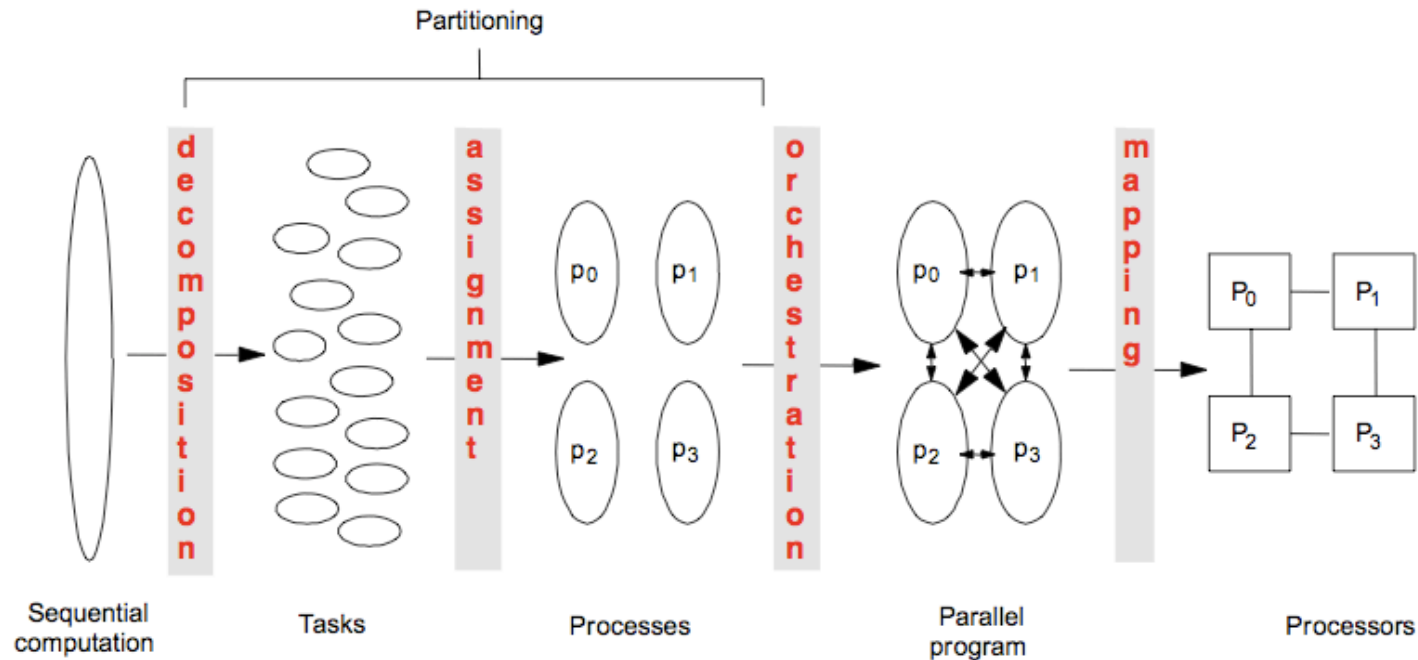 Partitioning
decomposition
assignment
orchestration
mapping
p0 p1
p2 p3
p0 p1
p2 p3
P0 P1
P2 P3
Sequential
computation
Tasks
Processes
Parallel
program
Processors